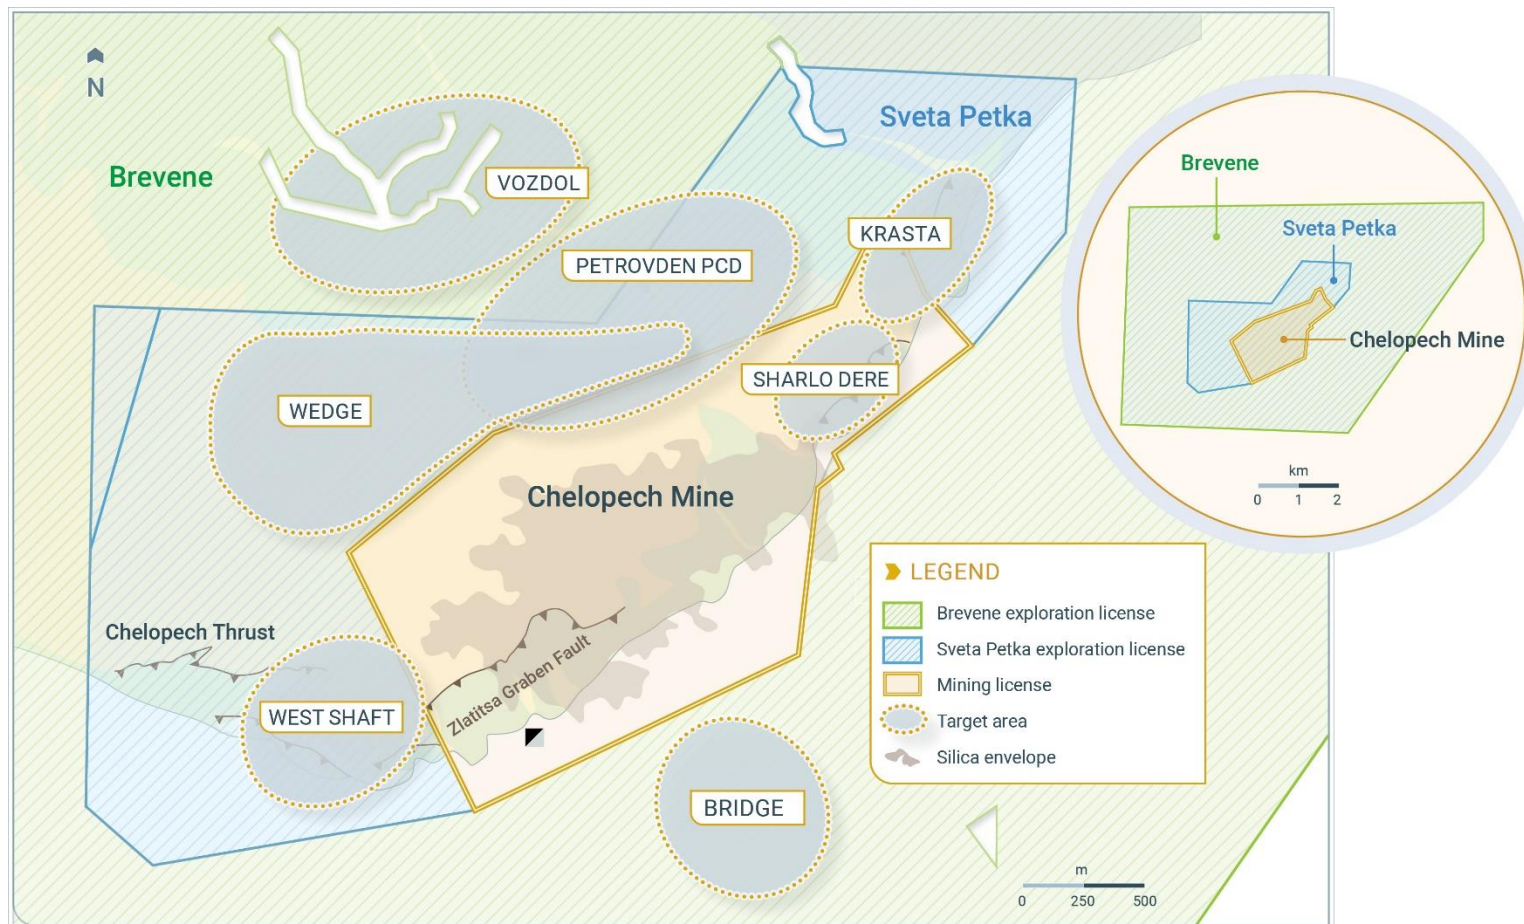 N
Brevene
Sveta Petka
VOZDOL
KRASTA
PETROVDEN PCD
SHARLO DERE
WEDGE
Chelopech Mine
Chelopech Thrust
Zlatitsa Graben Fault
WEST SHAFT
BRIDGE
Brevene
Sveta Petka
Chelopech Mine
km
0 1 2
LEGEND
Brevene exploration license
Sveta Petka exploration license
Mining license
Target area
Silica envelope
m
0 250 500